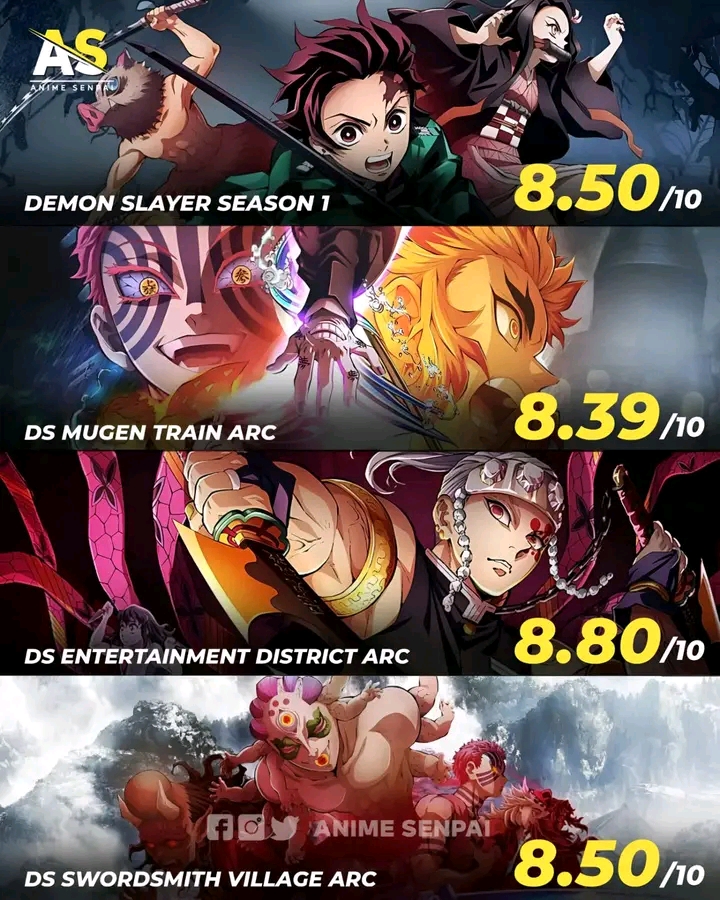 AS
ANIME SENPAI
DEMON SLAYER SEASON 1
8.50/10
DS MUGEN TRAIN ARC
8.39/10
DS ENTERTAINMENT DISTRICT ARC
8.80/10
ANIME SENPAI
DS SWORDSMITH VILLAGE ARC
8.50/10